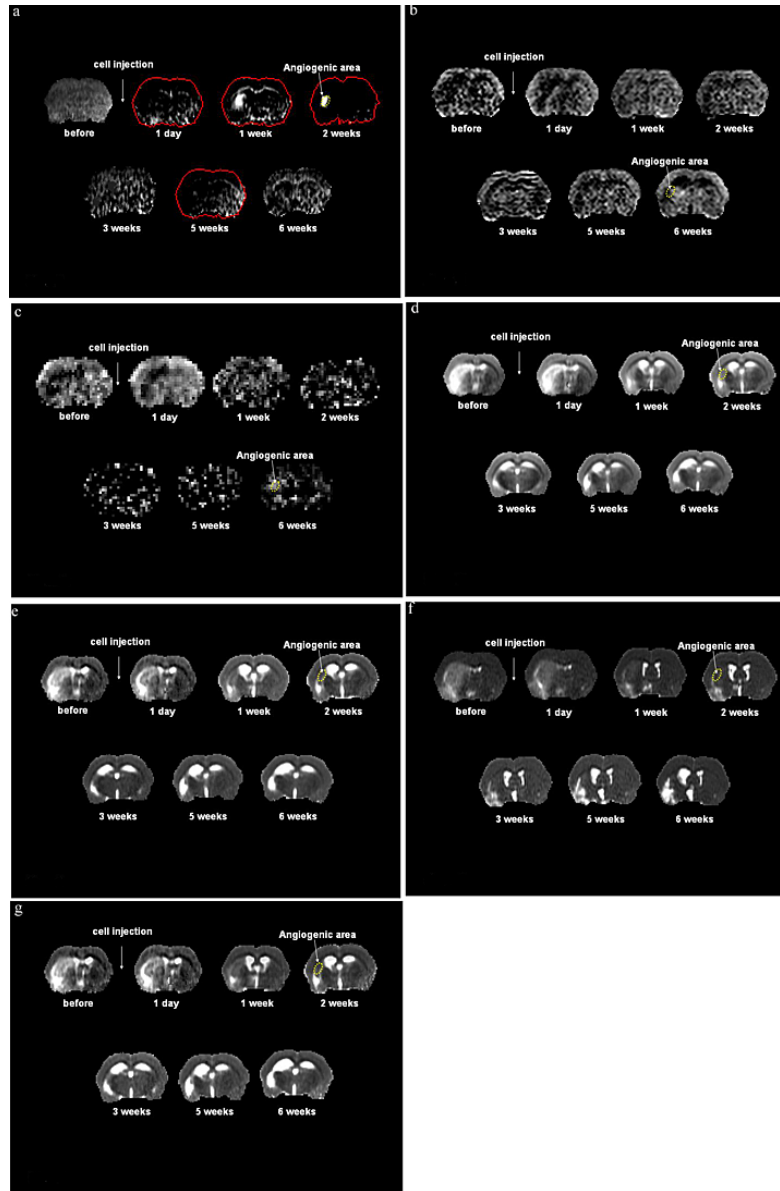 a
cell injection
Angiogenic area
before
1 day
1 week
2 weeks
3 weeks
5 weeks
6 weeks
b
cell injection
before
1 day
1 week
2 weeks
Angiogenic area
3 weeks
5 weeks
6 weeks
c
cell injection
before
1 day
1 week
2 weeks
Angiogenic area
3 weeks
5 weeks
6 weeks
d
cell injection
Angiogenic area
before
1 day
1 week
2 weeks
3 weeks
5 weeks
6 weeks
e
cell injection
Angiogenic area
before
1 day
1 week
2 weeks
3 weeks
5 weeks
6 weeks
f
cell injection
Angiogenic area
before
1 day
1 week
2 weeks
3 weeks
5 weeks
6 weeks
g
cell injection
Angiogenic area
before
1 day
1 week
2 weeks
3 weeks
5 weeks
6 weeks